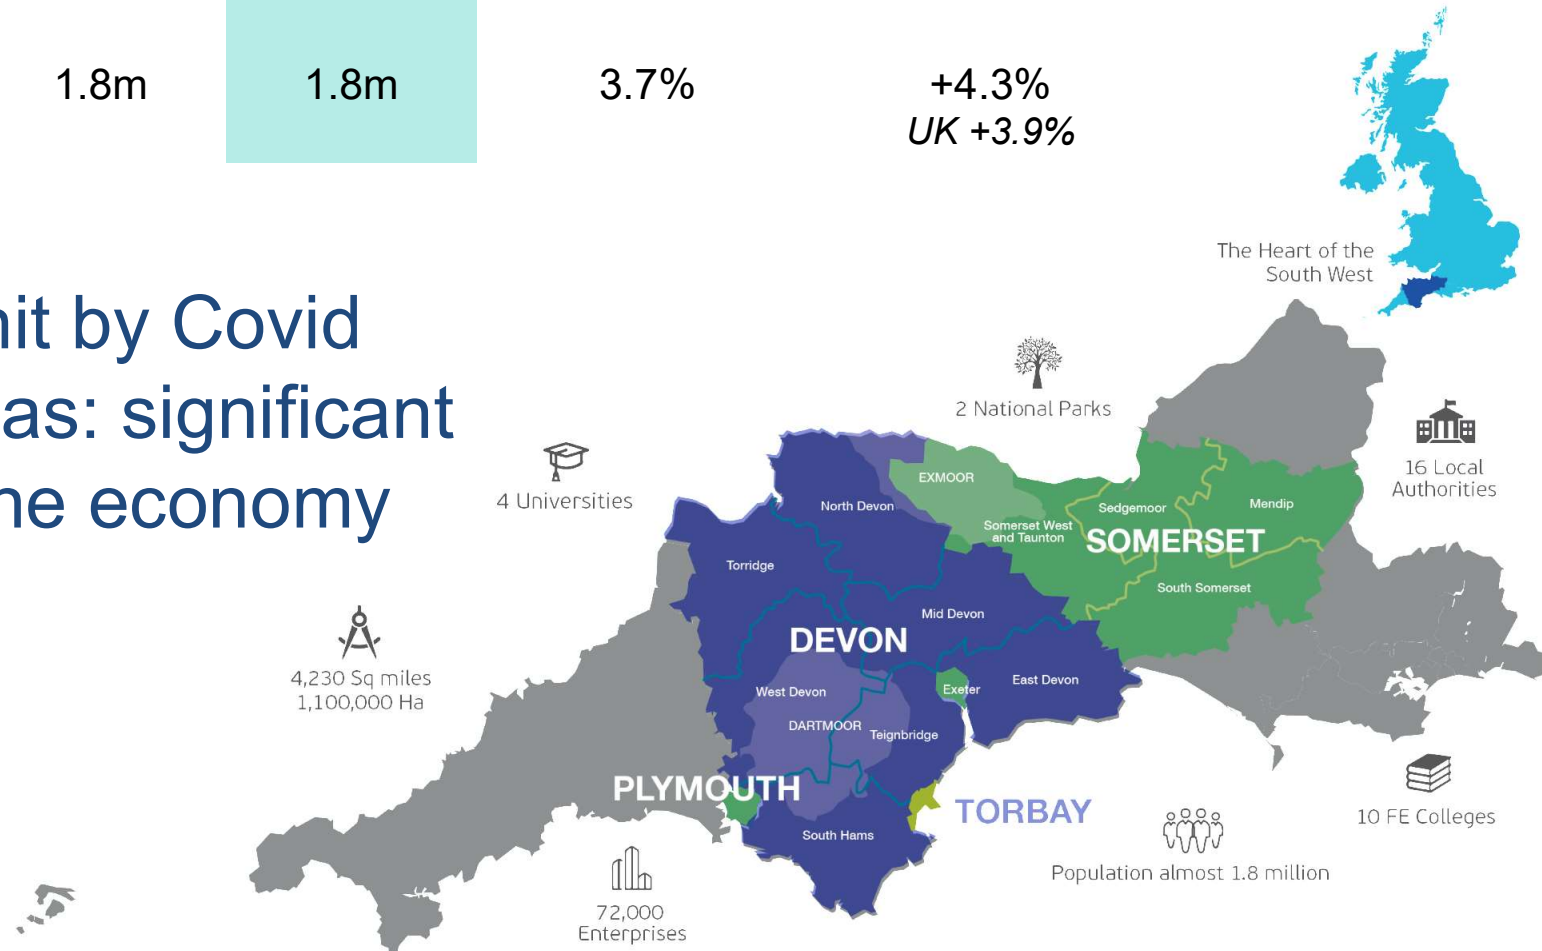 1.8m 1.8m 3.7% +4.3%
UK +3.9%
The Heart of the
South West
hit by Covid
as: significant
he economy
2 National Parks
16 Local
Authorities
4 Universities
EXMOOR
North Devon
Sedgemoor
Mendip
Somerset West
and Taunton
SOMERSET
Torridge
South Somerset
Mid Devon
DEVON
4,230 Sq miles
1,100,000 Ha
West Devon
Exeter
East Devon
DARTMOOR
Teignbridge
PLYMOUTH
TORBAY
South Hams
10 FE Colleges
Population almost 1.8 million
72,000
Enterprises